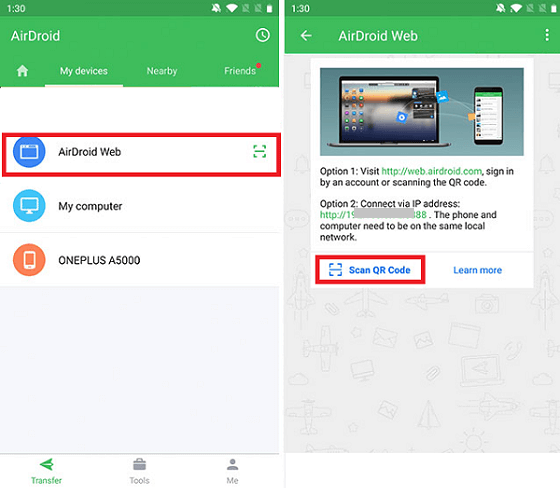 1:30
AirDroid
My devices
Nearby
Friends
AirDroid Web
My computer
ONEPLUS A5000
Transfer
Tools
Me
1:30
AirDroid Web
Option 1: Visit http://web.airdroid.com, sign in
by an account or scanning the QR code.
Option 2: Connect via IP address:
http://19 888 . The phone and
computer need to be on the same local
network.
Scan QR Code
Learn more